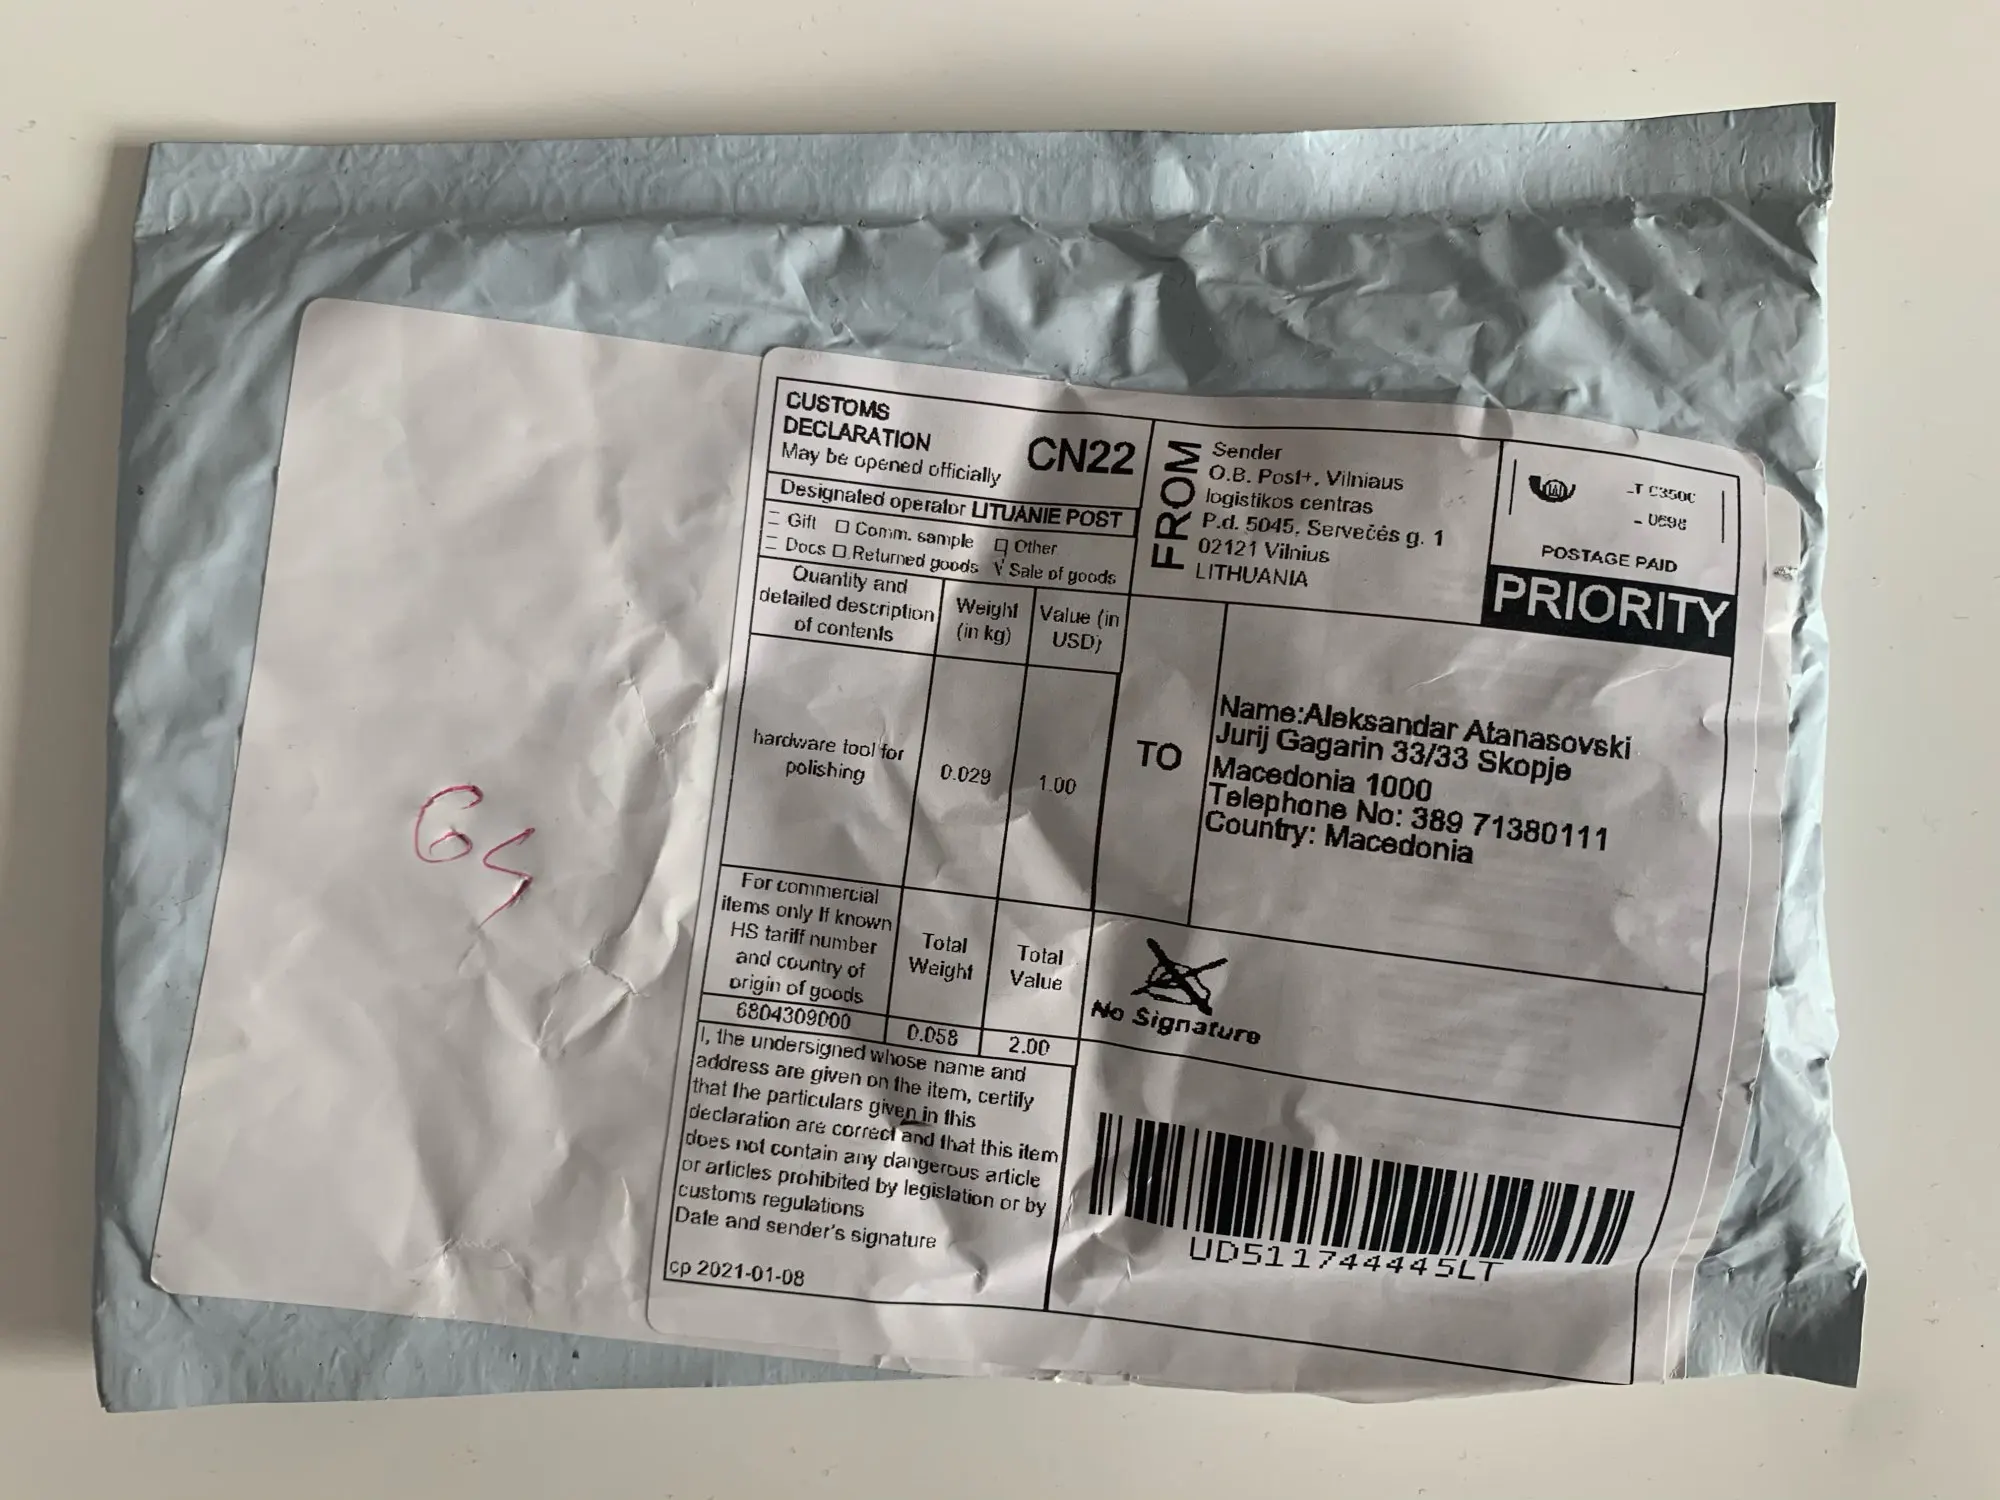 CUSTOMS
DECLARATION
May be opened officially
CN22
Designated operator LITUANIE POST
Gift □ Comm. sample □ Other
Docs □ Returned goods √ Sale of goods
Quantity and
detailed description
of contents
Weight
(in kg)
Value (in
USD)
hardware tool for
polishing
0.029
1.00
For commercial
items only If known
HS tariff number
and country of
origin of goods
Total
Weight
Total
Value
6804309000
0.058
2.00
I, the undersigned whose name and
address are given on the item, certify
that the particulars given in this
declaration are correct and that this item
does not contain any dangerous article
or articles prohibited by legislation or by
customs regulations
Date and sender's signature
cp 2021-01-08
FROM
Sender
O.B. Post+, Vilniaus
logistikos centras
P.d. 5045, Servečės g. 1
02121 Vilnius
LITHUANIA
POSTAGE PAID
PRIORITY
TO
Name:Aleksandar Atanasovski
Jurij Gagarin 33/33 Skopje
Macedonia 1000
Telephone No: 389 71380111
Country: Macedonia
No Signature
UD511744445LT